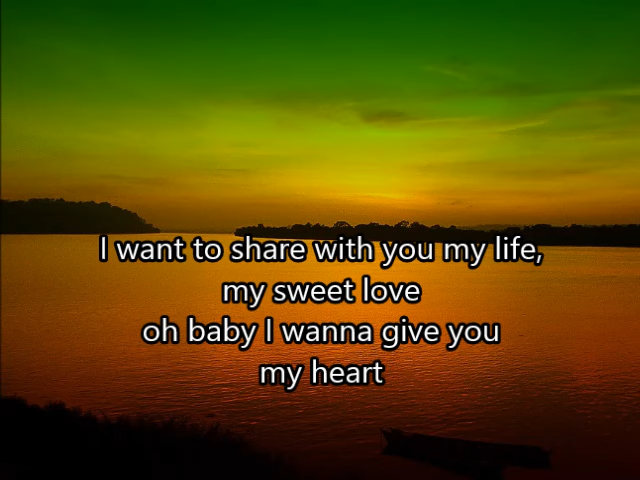 I want to share with you my life,
my sweet love
oh baby I wanna give you
my heart